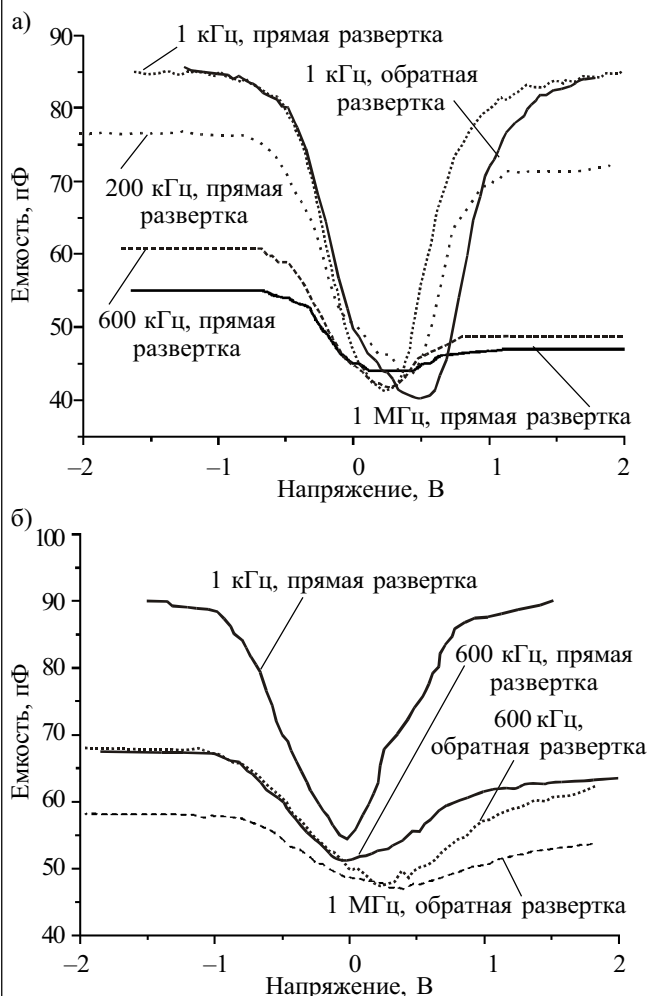 а)
90
80
70
60
50
40
Емкость, пФ
1 кГц, прямая развертка
1 кГц, обратная
развертка
200 кГц, прямая
развертка
600 кГц, прямая
развертка
1 МГц, прямая развертка
–2
–1
0
1
2
Напряжение, В
б)
100
90
80
70
60
50
40
Емкость, пФ
1 кГц, прямая развертка
600 кГц, прямая
развертка
600 кГц,
обратная развертка
1 МГц, обратная развертка
–2
–1
0
1
2
Напряжение, В